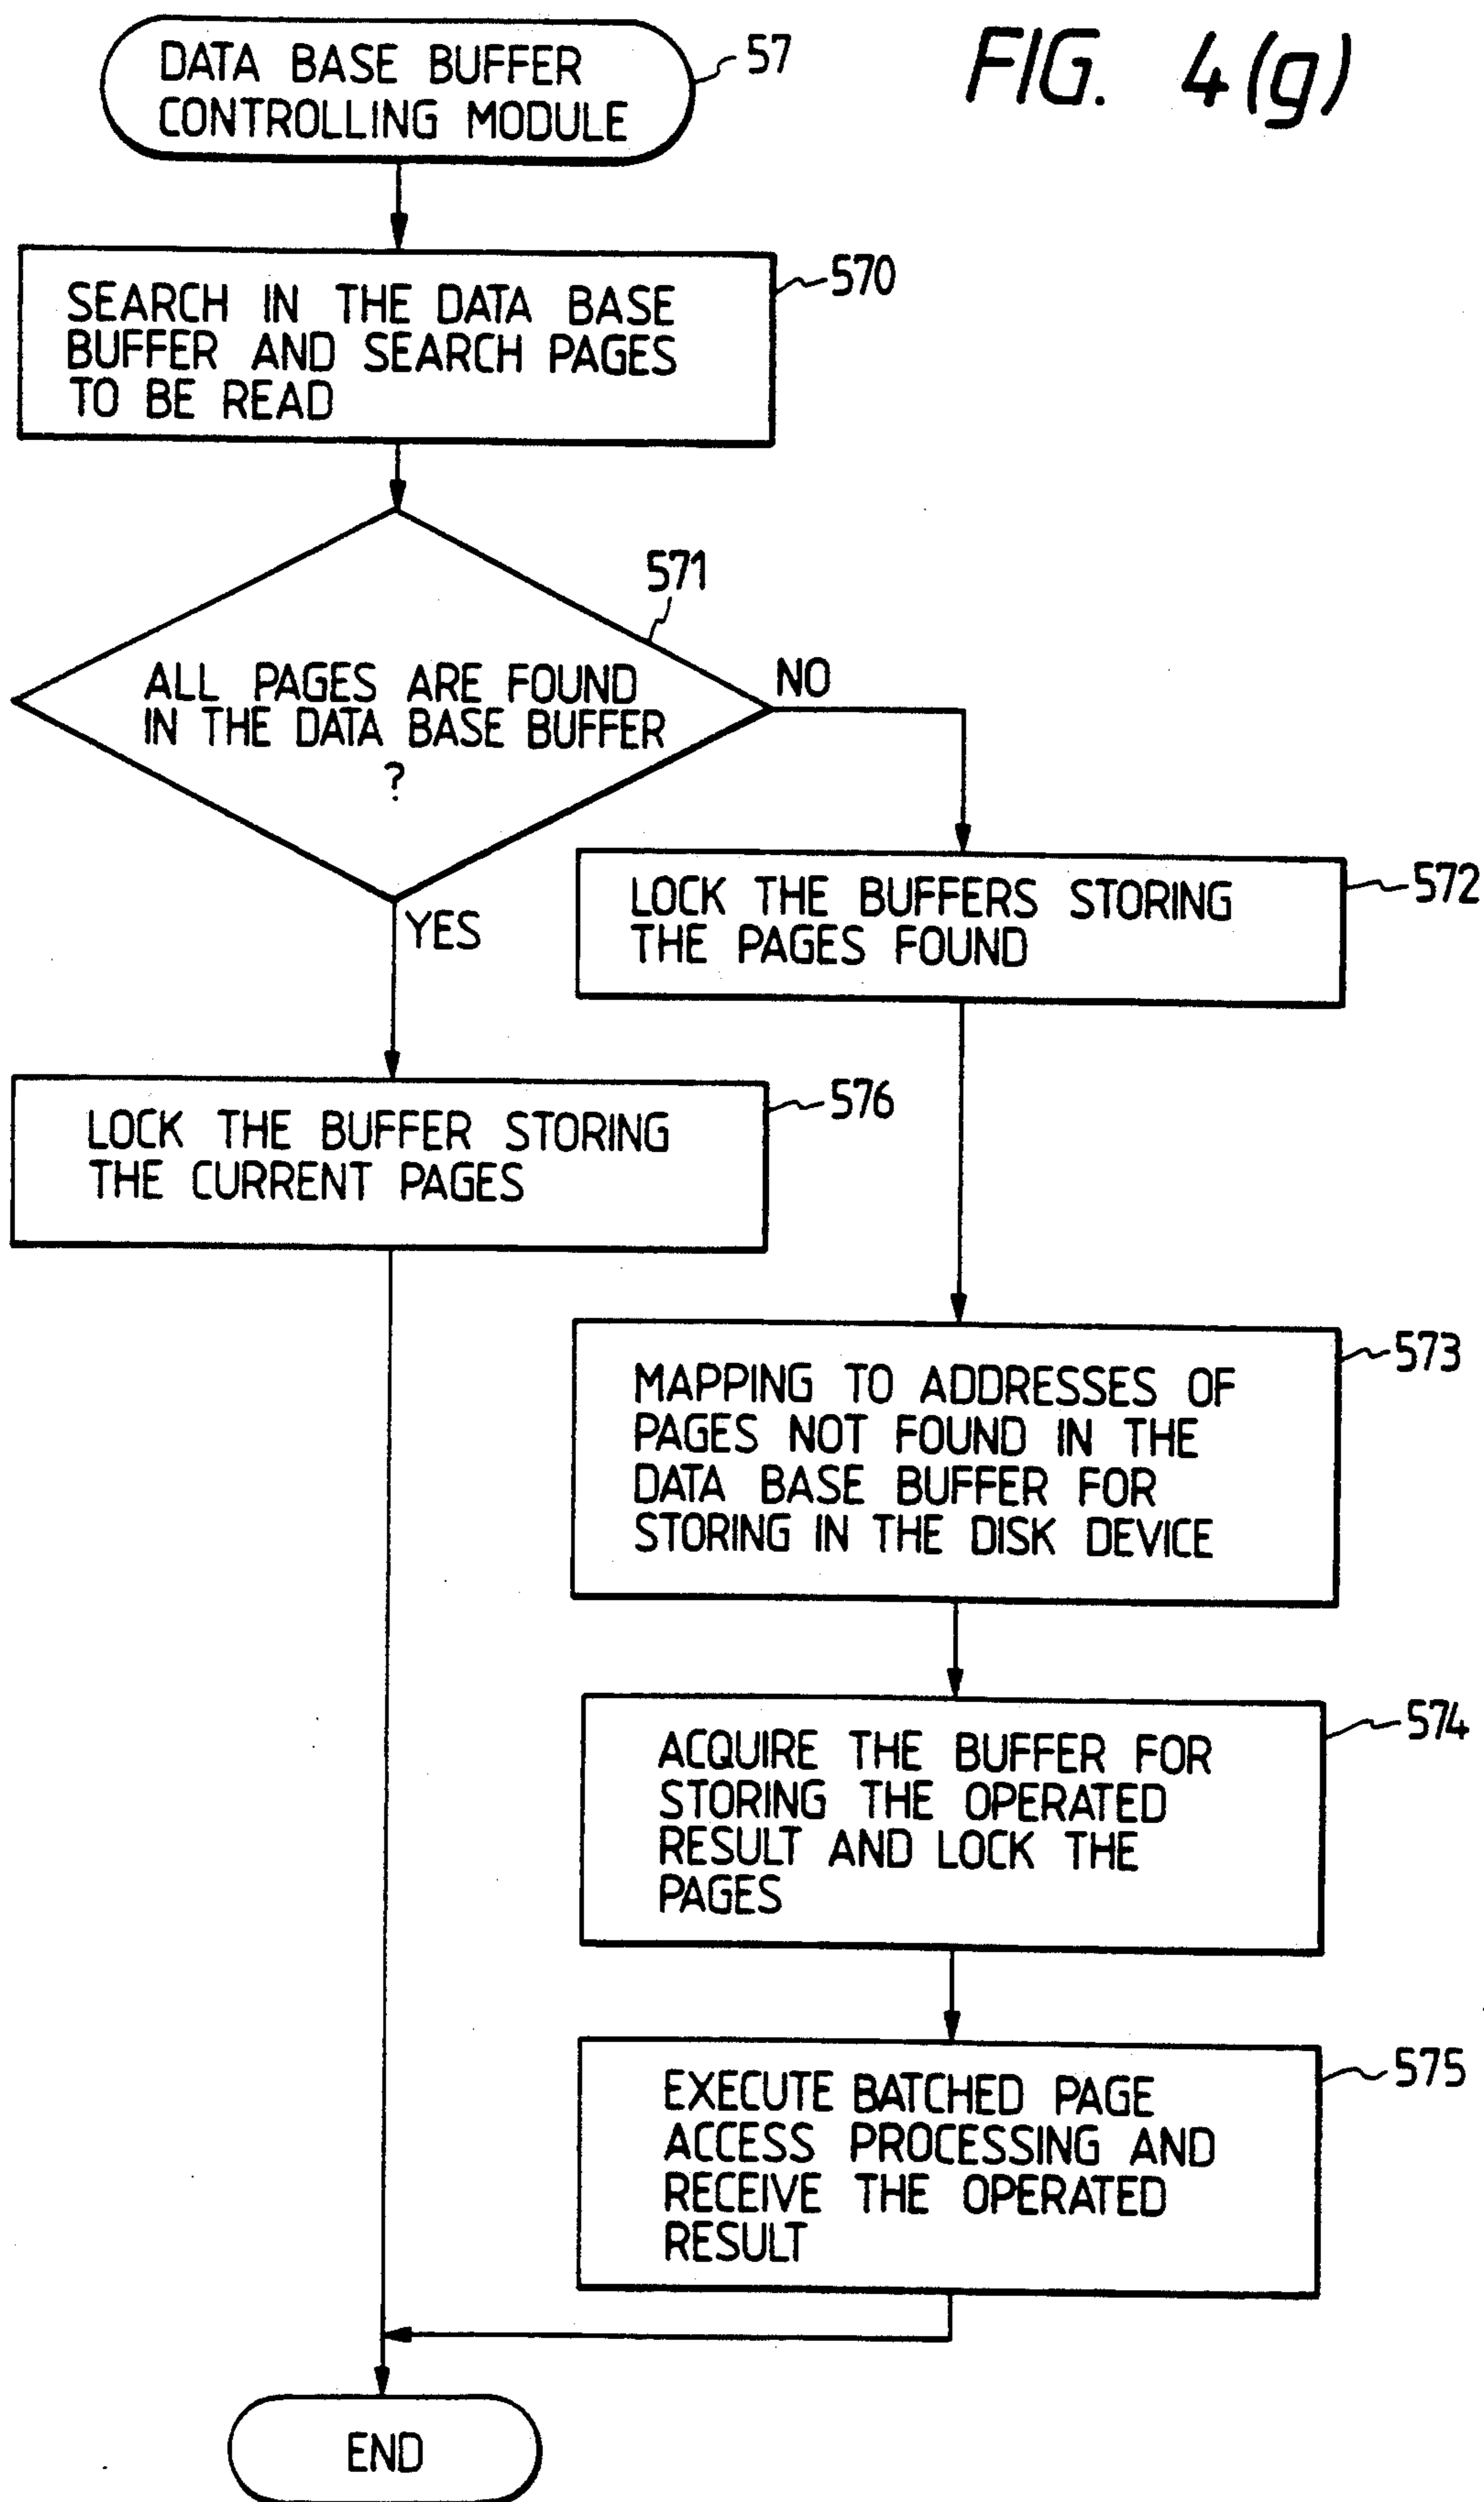 FIG. 4(g)
DATA BASE BUFFER
CONTROLLING MODULE
57
570
SEARCH IN THE DATA BASE
BUFFER AND SEARCH PAGES
TO BE READ
571
ALL PAGES ARE FOUND
IN THE DATA BASE BUFFER
?
NO
YES
572
LOCK THE BUFFERS STORING
THE PAGES FOUND
576
LOCK THE BUFFER STORING
THE CURRENT PAGES
573
MAPPING TO ADDRESSES OF
PAGES NOT FOUND IN THE
DATA BASE BUFFER FOR
STORING IN THE DISK DEVICE
574
ACQUIRE THE BUFFER FOR
STORING THE OPERATED
RESULT AND LOCK THE
PAGES
575
EXECUTE BATCHED PAGE
ACCESS PROCESSING AND
RECEIVE THE OPERATED
RESULT
END